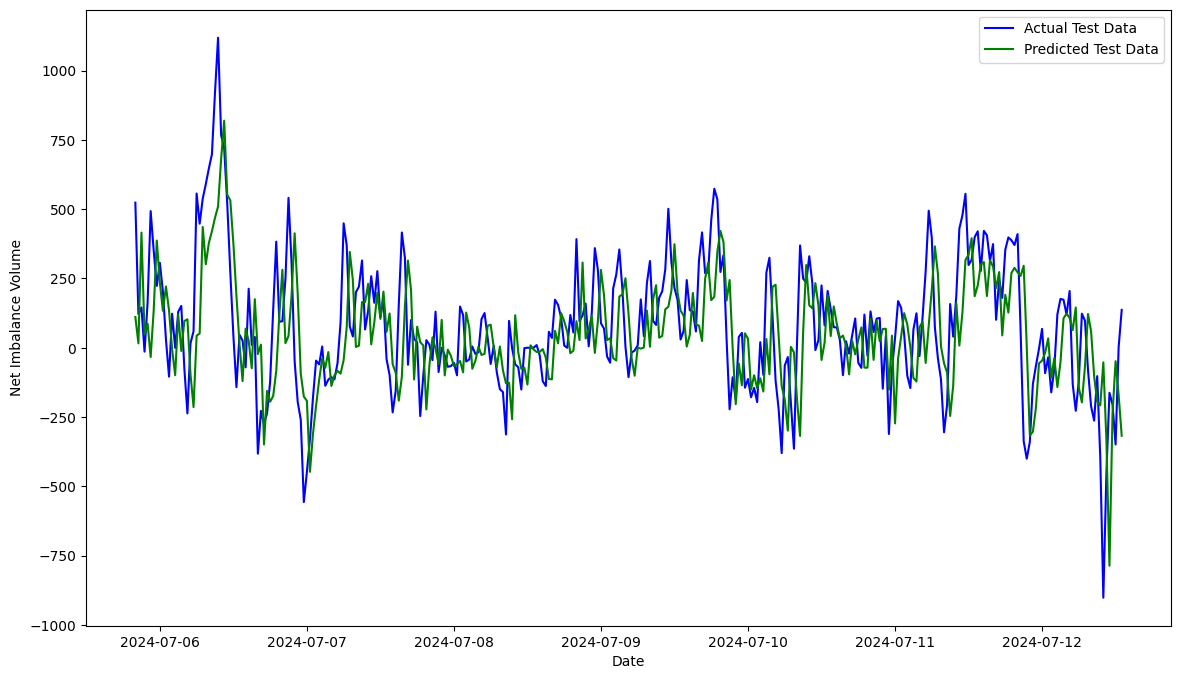 Actual Test Data
Predicted Test Data
Net Imbalance Volume
1000
750
500
250
0
−250
−500
−750
−1000
2024-07-06 2024-07-07 2024-07-08 2024-07-09 2024-07-10 2024-07-11 2024-07-12
Date